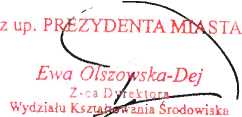 z up. PREZYDENTA MIASTA
Ewa Olszowska-Dej
Z-ca Dyrektora
Wydziału Kształtowania Środowiska